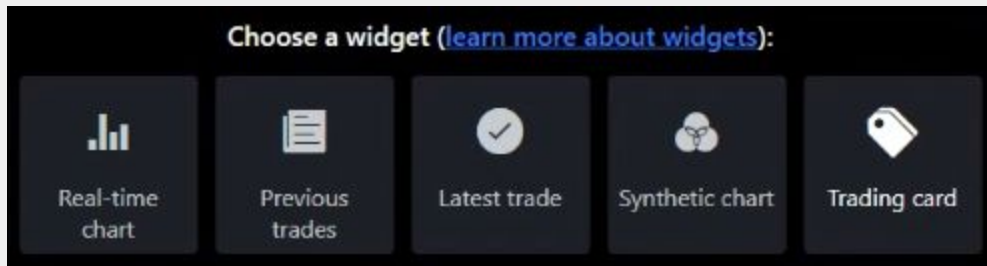 Choose a widget (learn more about widgets):
Real-time
chart
Previous
trades
Latest trade
Synthetic chart
Trading card